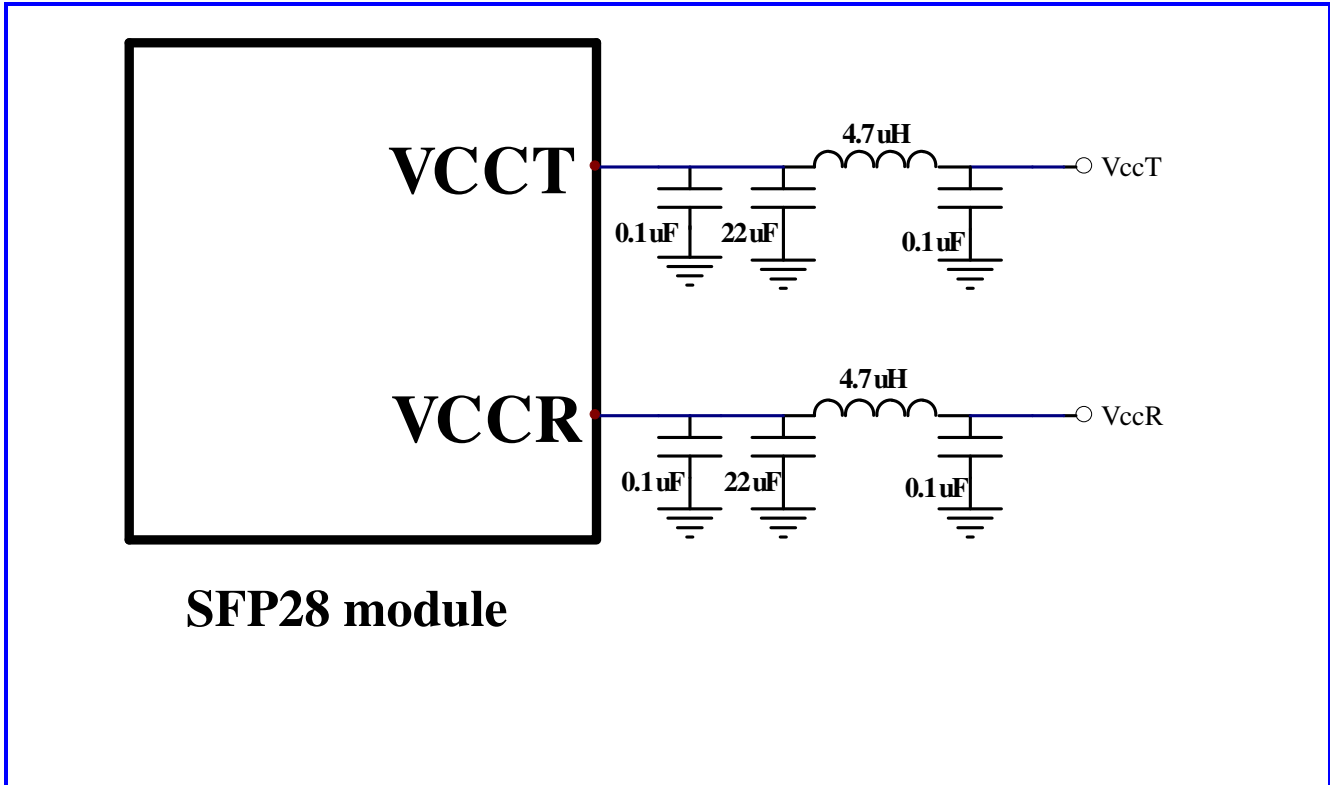 4.7uH
VCCT
VccT
0.1uF 22uF 0.1uF
4.7uH
VCCR
VccR
0.1uF 22uF 0.1uF
SFP28 module